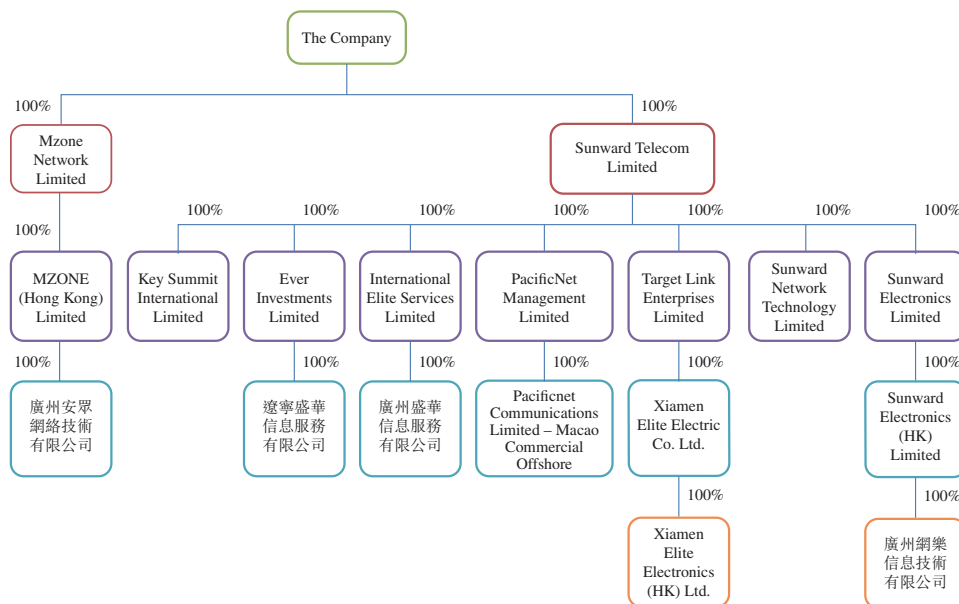 The Company
100%
100%
Mzone
Network
Limited
Sunward Telecom
Limited
100%
100%
100%
100%
100%
100%
100%
100%
MZONE
(Hong Kong)
Limited
Key Summit
International
Limited
Ever
Investments
Limited
International
Elite Services
Limited
PacificNet
Management
Limited
Target Link
Enterprises
Limited
Sunward
Network
Technology
Limited
Sunward
Electronics
Limited
100%
100%
100%
100%
100%
100%
廣州安眾
網絡技術
有限公司
遼寧盛華
信息服務
有限公司
廣州盛華
信息服務
有限公司
Pacificnet
Communications
Limited – Macao
Commercial
Offshore
Xiamen
Elite Electric
Co. Ltd.
Sunward
Electronics
(HK)
Limited
100%
100%
Xiamen
Elite
Electronics
(HK) Ltd.
廣州網樂
信息技術
有限公司